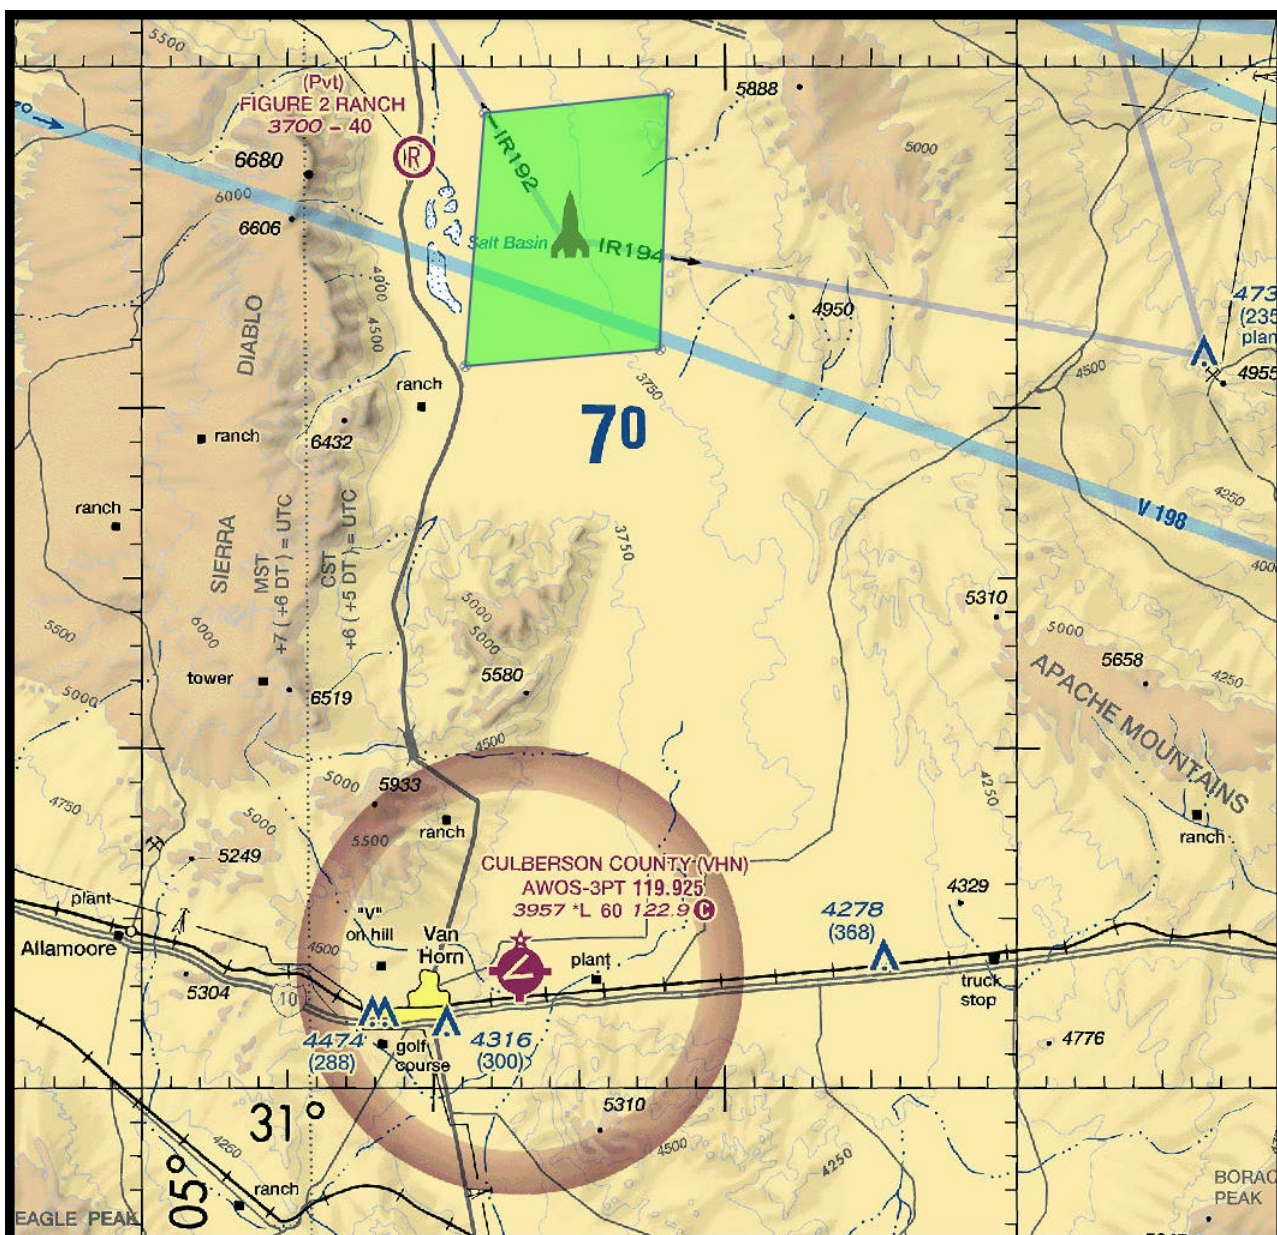 5500
(Pvt)
FIGURE 2 RANCH
3700 – 40
R
5888
6680
6000
6606
IR192
5000
Salt Basin
IR194
4000
4500
DIABLO
4950
473
(235
plan
4955
4500
ranch
3750
7⁰
ranch
6432
ranch
4250
V 198
3750
400
SIERRA
MST
+7 ( +6 DT ) = UTC
CST
+6 ( +5 DT ) = UTC
5500
6000
5000
5000
5310
5000
5658
4250
APACHE MOUNTAINS
tower
6519
5580
5000
4500
4250
5000
5933
4750
5000
ranch
5500
ranch
5249
CULBERSON COUNTY (VHN)
AWOS-3PT 119.925
3957 *L 60 122.9 C
4329
plant
"V"
on hill
4278
(368)
Allamoore
4500
Van
Horn
plant
truck
stop
5304
10
4474
(288)
golf
course
4316
(300)
4776
31°
5310
4500
4250
4250
05°
ranch
EAGLE PEAK
BORAC
PEAK